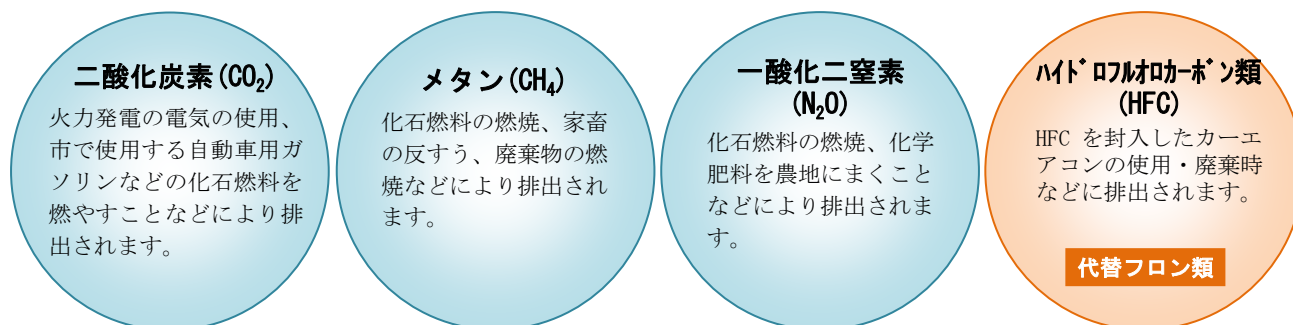 二酸化炭素(CO₂)
火力発電の電気の使用、
市で使用する自動車用ガ
ソリンなどの化石燃料を
燃やすことなどにより排
出されます。
メタン(CH₄)
化石燃料の燃焼、家畜
の反すう、廃棄物の燃
焼などにより排出され
ます。
一酸化二窒素
(N₂O)
化石燃料の燃焼、化学
肥料を農地にまくこと
などにより排出されま
す。
ﾊｲﾄﾞﾛﾌﾙｵﾛｶｰﾎﾞﾝ類
(HFC)
HFC を封入したカーエ
アコンの使用・廃棄時
などに排出されます。
代替フロン類